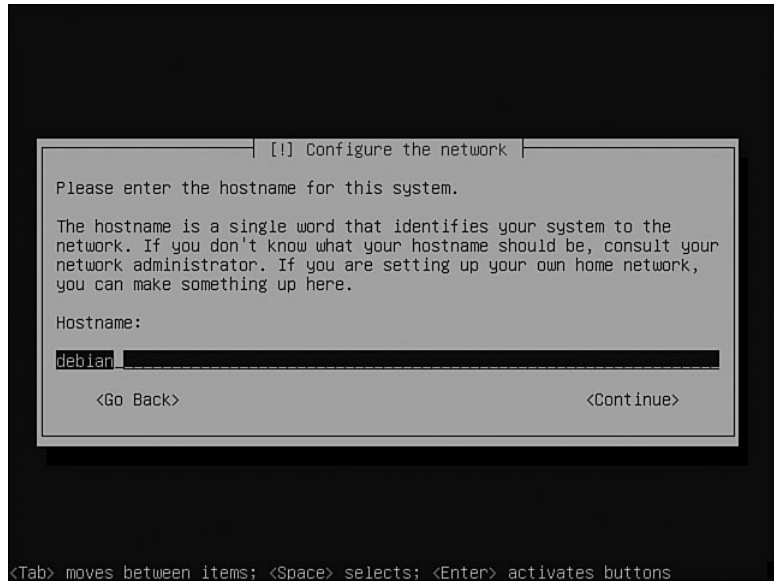 [!] Configure the network
Please enter the hostname for this system.
The hostname is a single word that identifies your system to the
network. If you don't know what your hostname should be, consult your
network administrator. If you are setting up your own home network,
you can make something up here.
Hostname:
debian
<Go Back> <Continue>
<Tab> moves between items; <Space> selects; <Enter> activates buttons